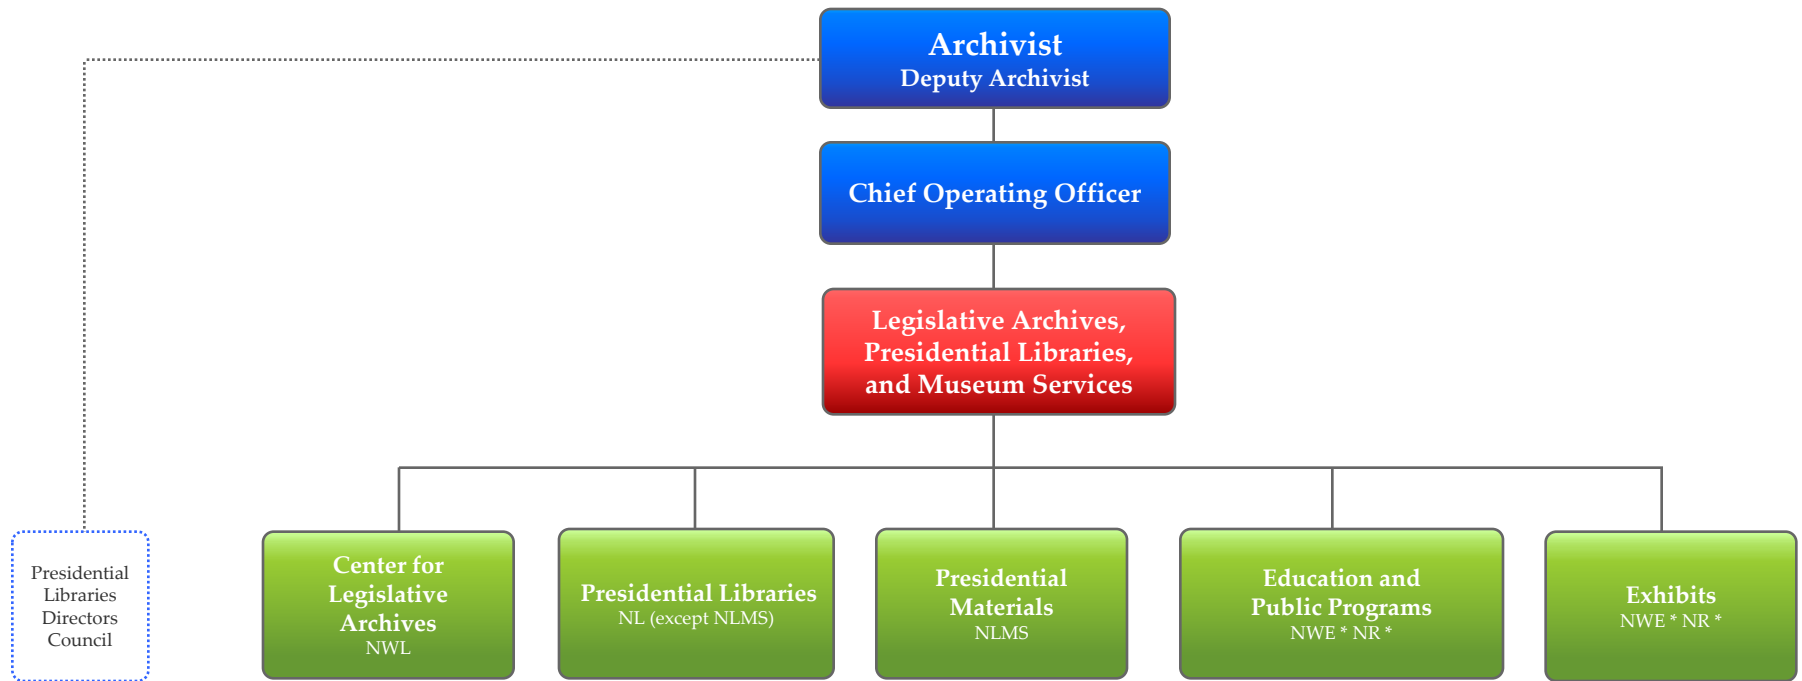 Archivist
Deputy Archivist
Chief Operating Officer
Legislative Archives,
Presidential Libraries,
and Museum Services
Presidential
Libraries
Directors
Council
Center for
Legislative
Archives
NWL
Presidential Libraries
NL (except NLMS)
Presidential
Materials
NLMS
Education and
Public Programs
NWE * NR *
Exhibits
NWE * NR *